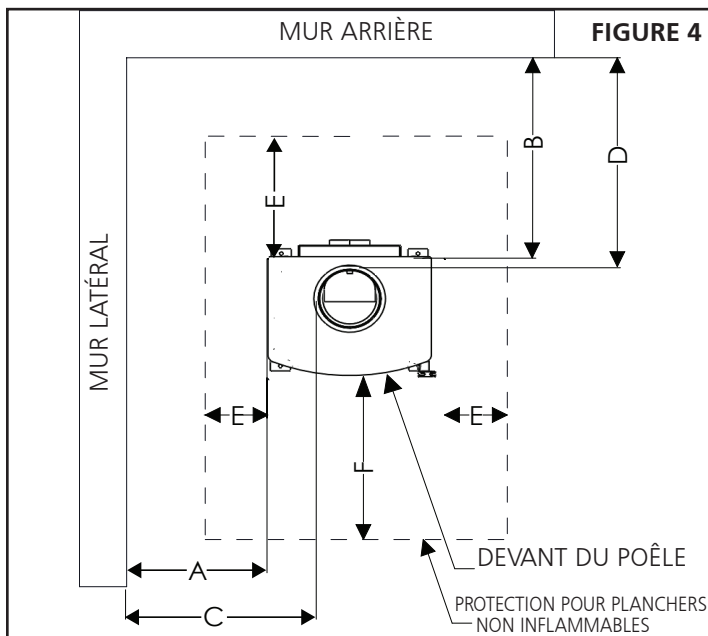 MUR ARRIÈRE
FIGURE 4
B
D
E
MUR LATÉRAL
E
E
F
A
C
DEVANT DU POÊLE
PROTECTION POUR PLANCHERS
NON INFLAMMABLES